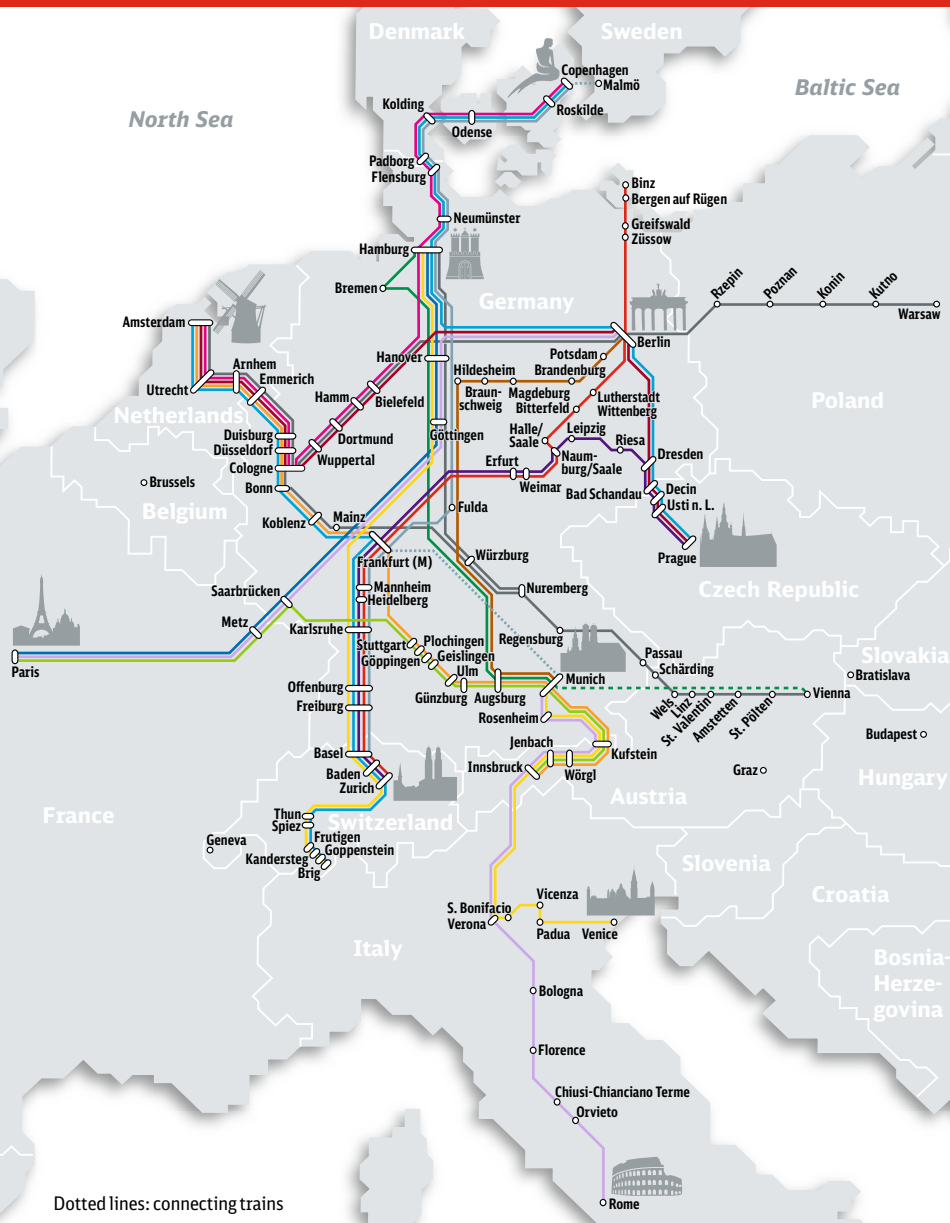 Denmark
Sweden
Copenhagen
Malmö
Baltic Sea
North Sea
Kolding
Roskilde
Odense
Padborg
Flensburg
Binz
Bergen auf Rügen
Neumünster
Greifswald
Züssow
Hamburg
Bremen
Germany
Rzepin
Poznan
Konin
Kutno
Warsaw
Amsterdam
Berlin
Hanover
Potsdam
Brandenburg
Arnhem
Emmerich
Utrecht
Hildesheim
Braun-
schweig
Magdeburg
Bitterfeld
Lutherstadt
Wittenberg
Hamm
Bielefeld
Netherlands
Poland
Duisburg
Düsseldorf
Cologne
Dortmund
Wuppertal
Göttingen
Halle/
Saale
Leipzig
Riesa
Naum-
burg/Saale
Dresden
Erfurt
Weimar
Bad Schandau
Decin
Usti n. L.
Brussels
Belgium
Bonn
Koblenz
Mainz
Fulda
Prague
Frankfurt (M)
Würzburg
Czech Republic
Saarbrücken
Mannheim
Heidelberg
Nuremberg
Metz
Karlsruhe
Regensburg
Stuttgart
Plochingen
Göppingen
Geislingen
Ulm
Passau
Schärding
Slovakia
Bratislava
Paris
Offenburg
Freiburg
Günzburg
Augsburg
Munich
Vienna
Wels
Linz
St. Valentin
Amstetten
St. Pölten
Rosenheim
Budapest
Basel
Baden
Zurich
Jenbach
Innsbruck
Wörgl
Kufstein
Graz
Hungary
Austria
France
Thun
Spiez
Switzerland
Geneva
Frutigen
Goppenstein
Kandersteg
Brig
Slovenia
Croatia
Vicenza
S. Bonifacio
Verona
Padua
Venice
Italy
Bosnia-
Herze-
govina
Bologna
Florence
Chiusi-Chianciano Terme
Orvieto
Rome
Dotted lines: connecting trains